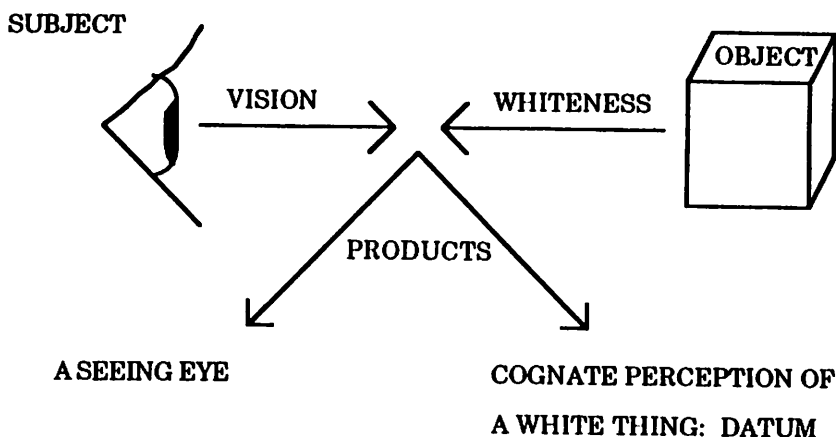 SUBJECT
OBJECT
VISION
WHITENESS
PRODUCTS
A SEEING EYE
COGNATE PERCEPTION OF
A WHITE THING: DATUM